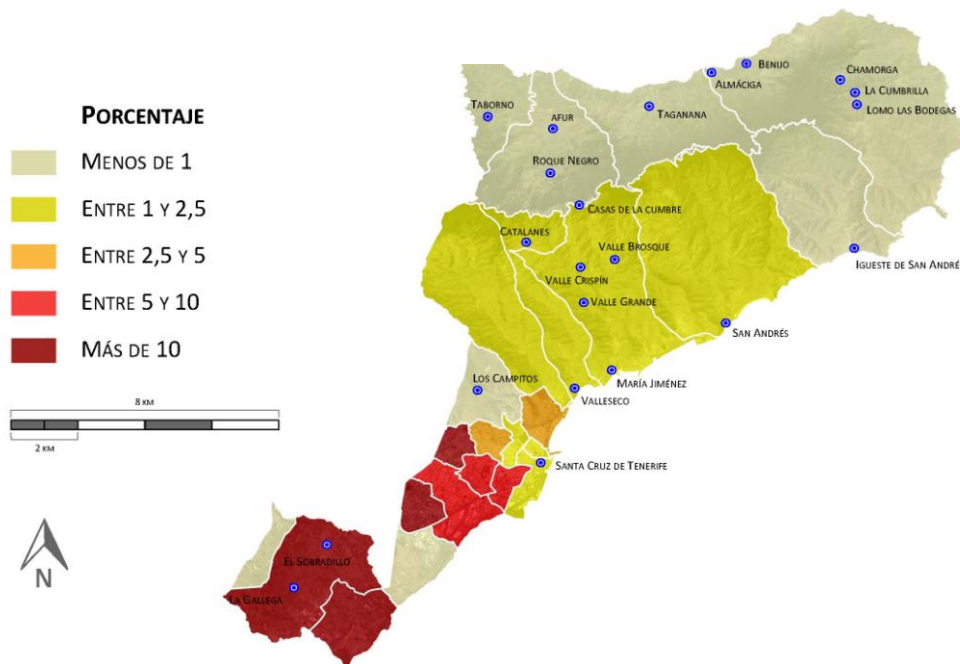 PORCENTAJE
MENOS DE 1
ENTRE 1 Y 2,5
ENTRE 2,5 Y 5
ENTRE 5 Y 10
MÁS DE 10
8 KM
2 KM
N
BENIJO
ALMÁCIGA
CHAMORGA
LA CUMBRILLA
LOMO LAS BODEGAS
TABORNO
AFUR
TAGANANA
ROQUE NEGRO
CASAS DE LA CUMBRE
CATALANES
VALLE BROSQUE
VALLE CRISPÍN
IGUESTE DE SAN ANDRÉ
VALLE GRANDE
SAN ANDRÉS
MARÍA JIMÉNEZ
LOS CAMPITOS
VALLESECO
SANTA CRUZ DE TENERIFE
EL SOBRADILLO
LA GALLEGA